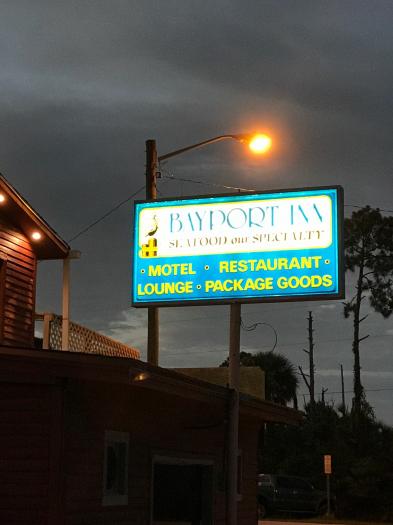 BAYPORT INN
SEAFOOD OUR SPECIALTY
• MOTEL • RESTAURANT •
LOUNGE • PACKAGE GOODS